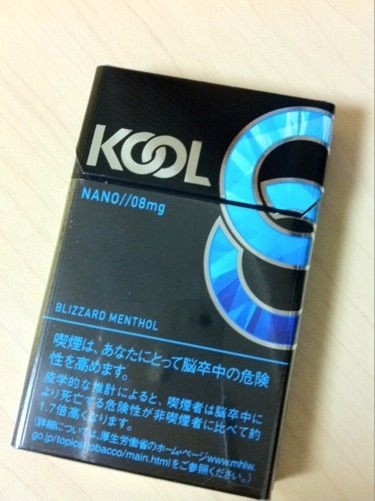 KOOL
NANO//08mg
BLIZZARD MENTHOL
喫煙は、あなたにとって脳卒中の危険
性を高めます。
疫学的な推計によると、喫煙者は脳卒中に
より死亡する危険性が非喫煙者に比べて約
1.7倍高くなります。
(詳細については、厚生労働省のホーム・ページwww.mhlw.
go.jp/topics/tobacco/main.htmlをご参照ください。)